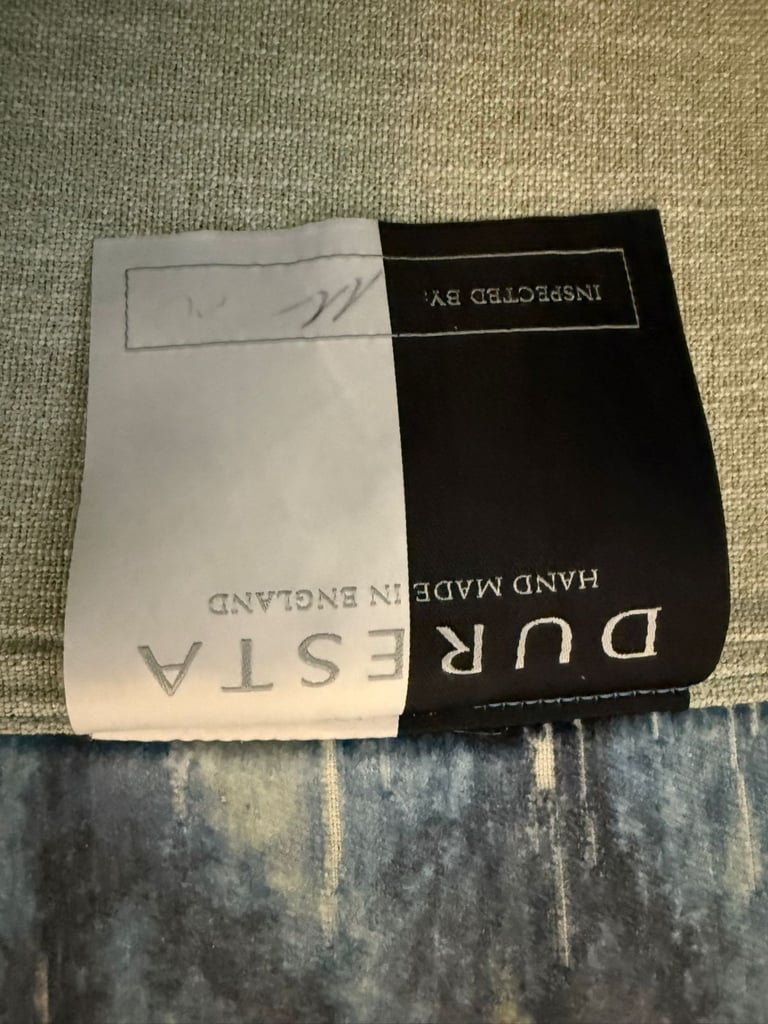 DURESTA
HAND MADE IN ENGLAND
INSPECTED BY: